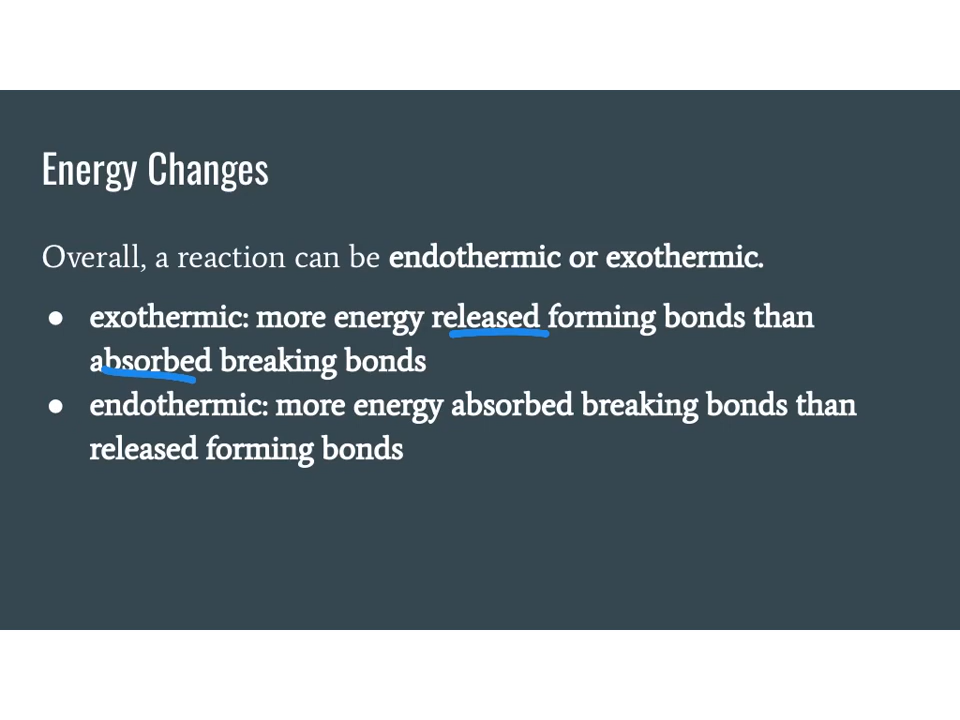 Energy Changes
Overall, a reaction can be endothermic or exothermic.
● exothermic: more energy released forming bonds than
absorbed breaking bonds
● endothermic: more energy absorbed breaking bonds than
released forming bonds